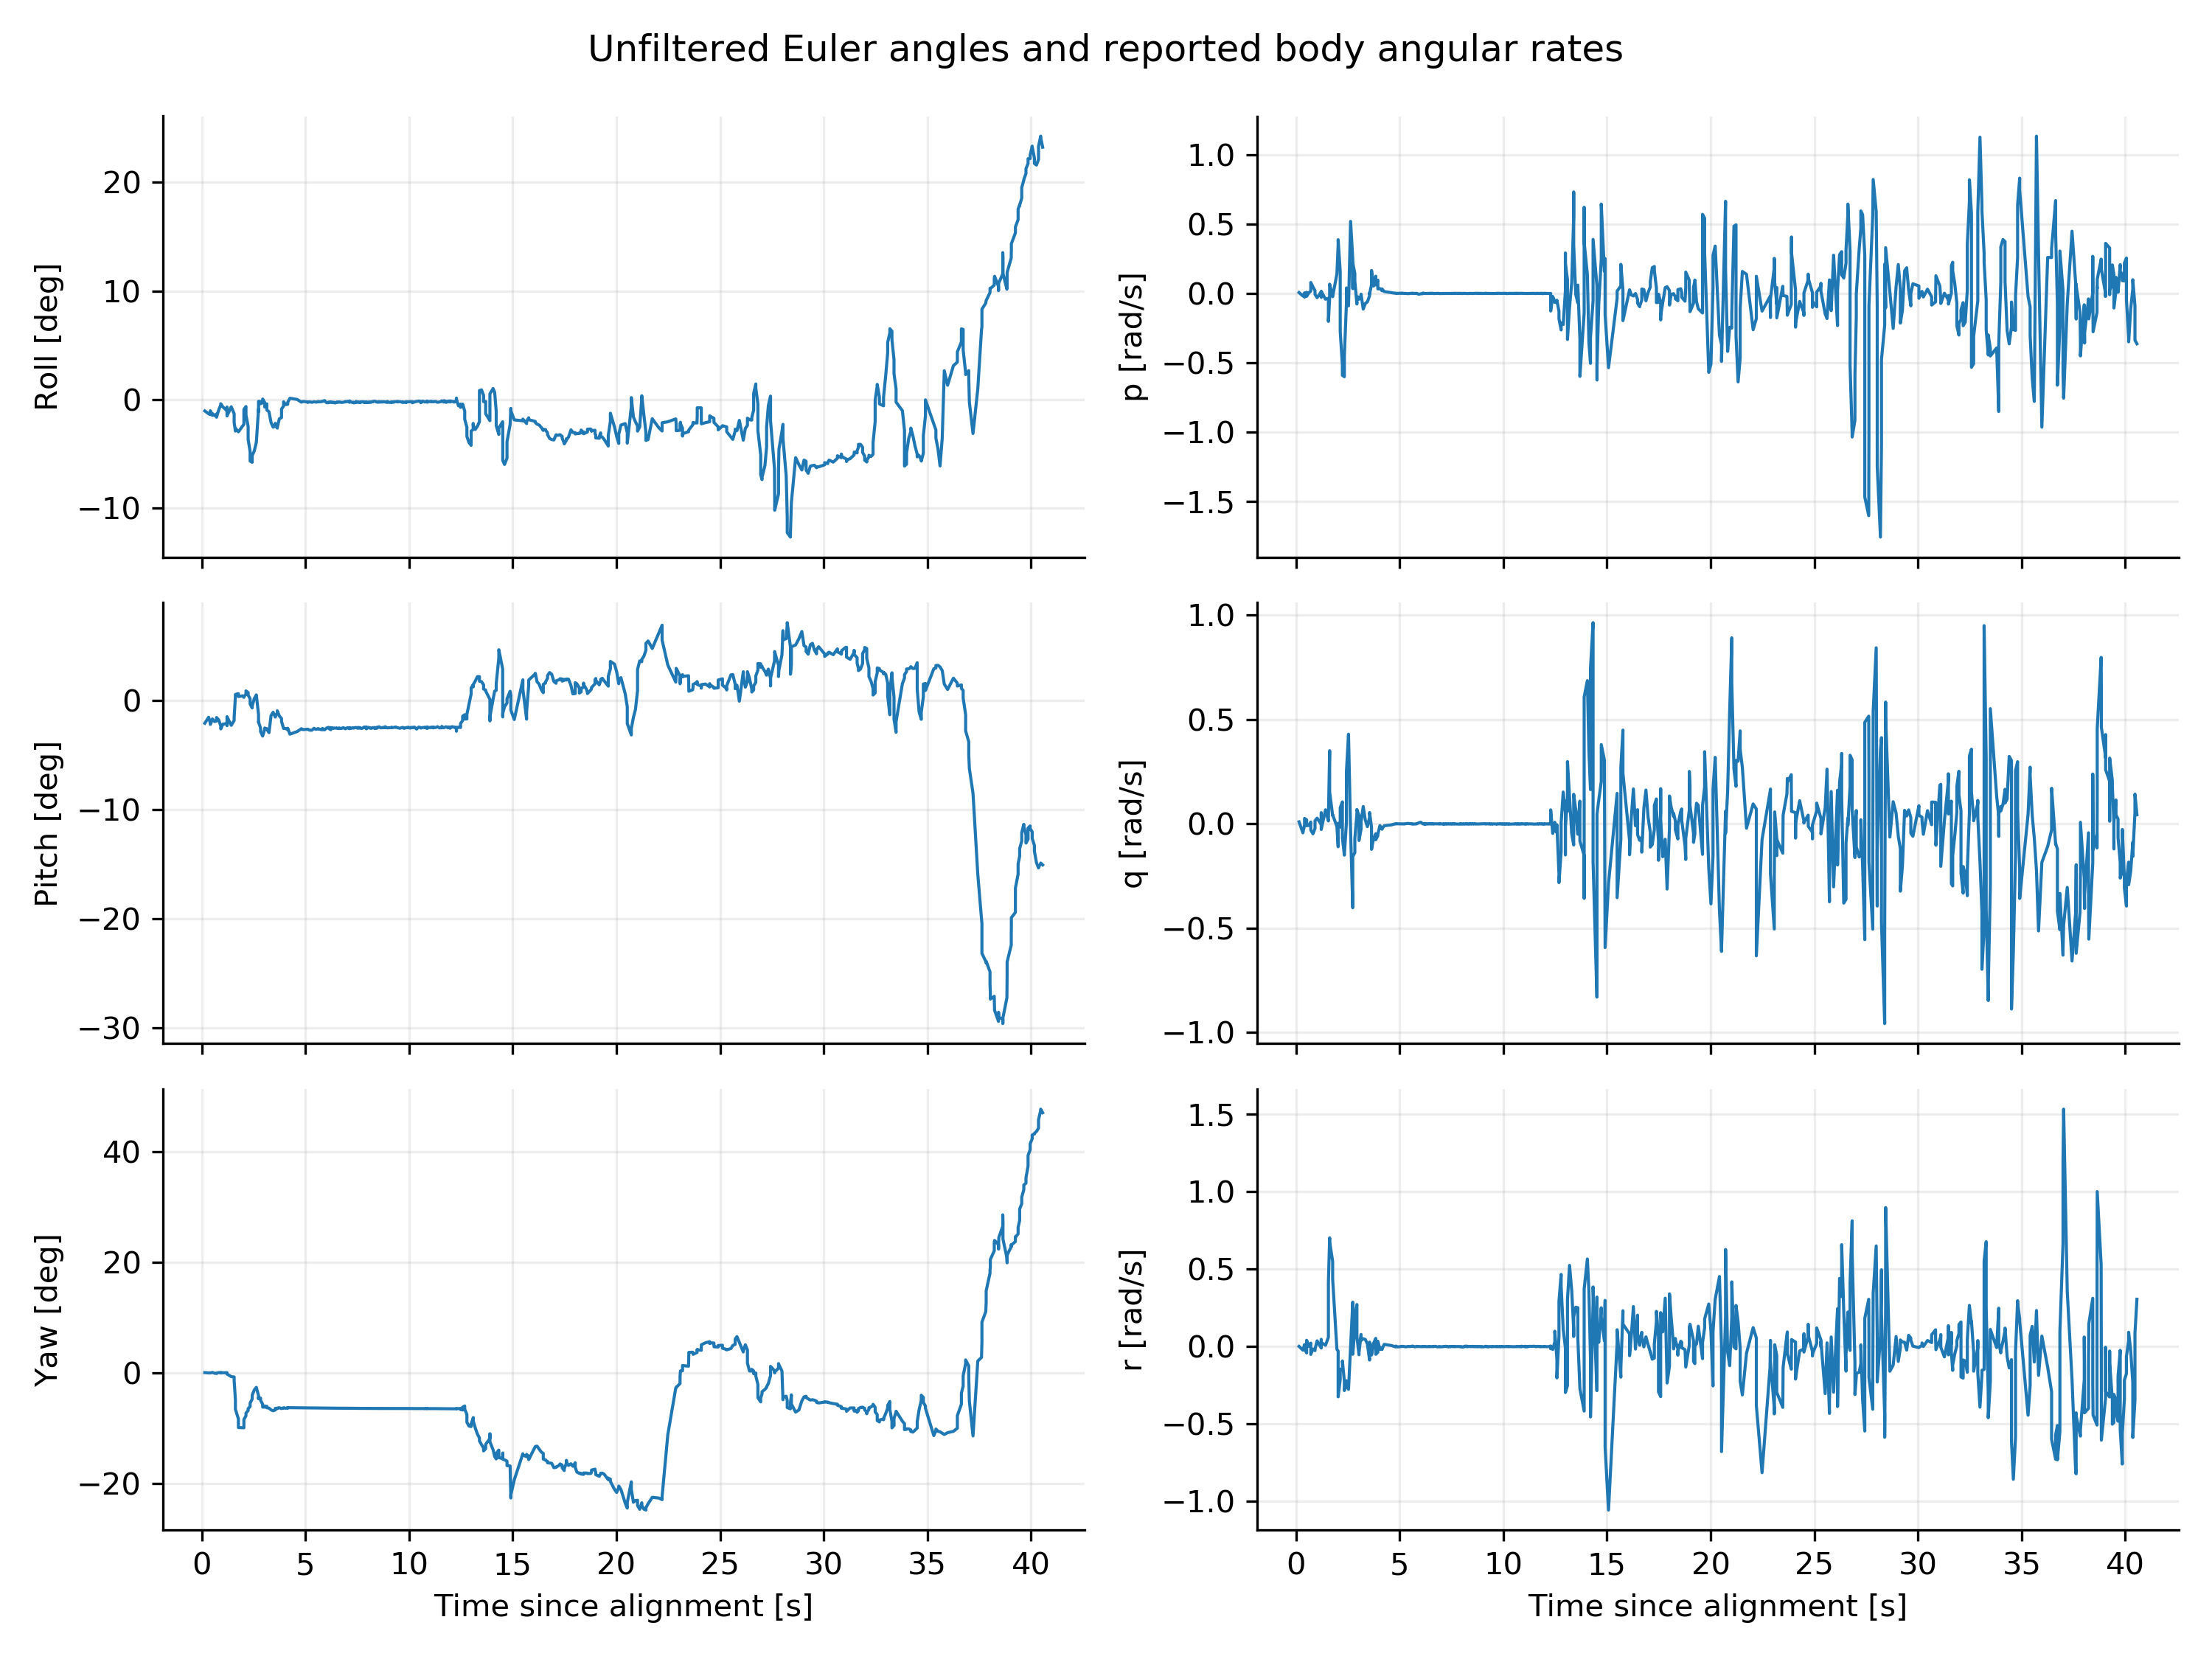 Unfiltered Euler angles and reported body angular rates
Roll [deg]
20
10
0
−10
p [rad/s]
1.0
0.5
0.0
−0.5
−1.0
−1.5
Pitch [deg]
0
−10
−20
−30
q [rad/s]
1.0
0.5
0.0
−0.5
−1.0
Yaw [deg]
40
20
0
−20
0 5 10 15 20 25 30 35 40
Time since alignment [s]
r [rad/s]
1.5
1.0
0.5
0.0
−0.5
−1.0
0 5 10 15 20 25 30 35 40
Time since alignment [s]